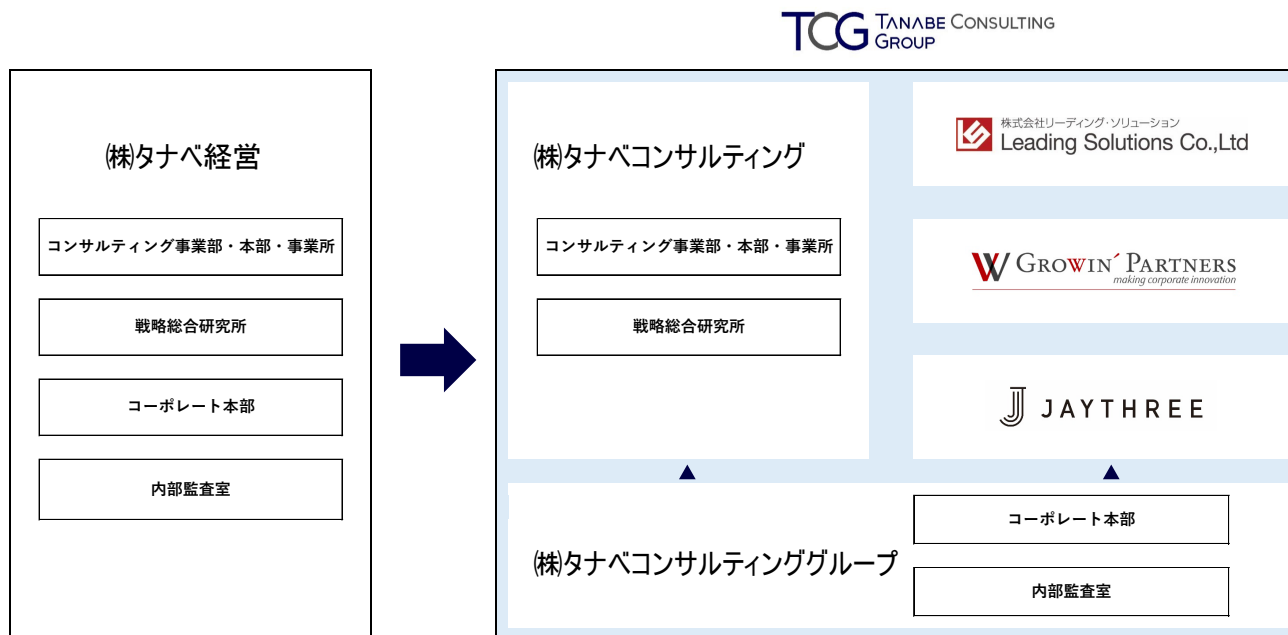 TCG TANABE CONSULTING
GROUP
㈱タナベ経営
コンサルティング事業部・本部・事業所
戦略総合研究所
コーポレート本部
内部監査室
㈱タナベコンサルティング
コンサルティング事業部・本部・事業所
戦略総合研究所
株式会社リーディング・ソリューション
Leading Solutions Co.,Ltd
GROWIN´ PARTNERS
making corporate innovation
JAYTHREE
㈱タナベコンサルティンググループ
コーポレート本部
内部監査室